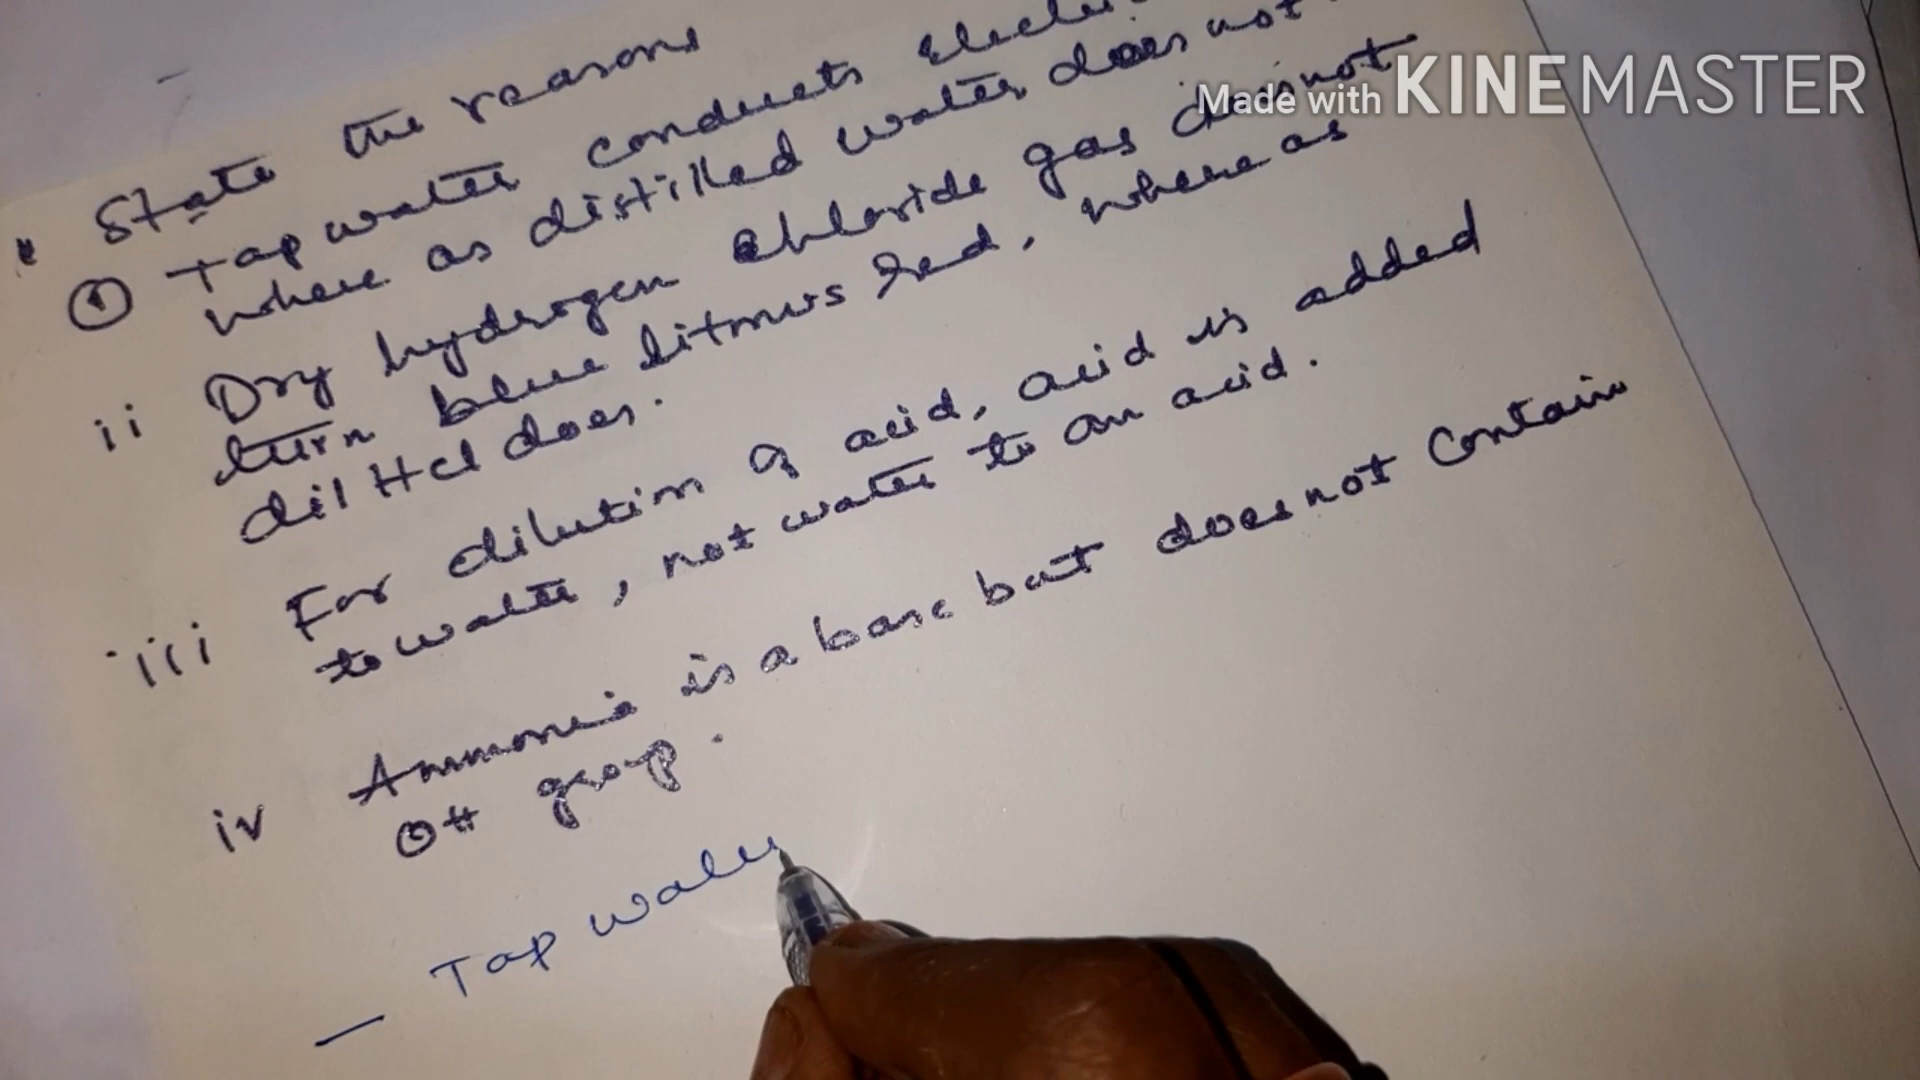 State the reasons
① Tap water conducts
where as distilled water does not
ii Dry hydrogen chloride gas does not
turn blue litmus red, where as
dil Hcl does.
iii For dilution of acid, acid is added
to water, not water to an acid.
iv Ammonia is a base but does not contain
OH group.
— Tap wate
Made with KINEMASTER